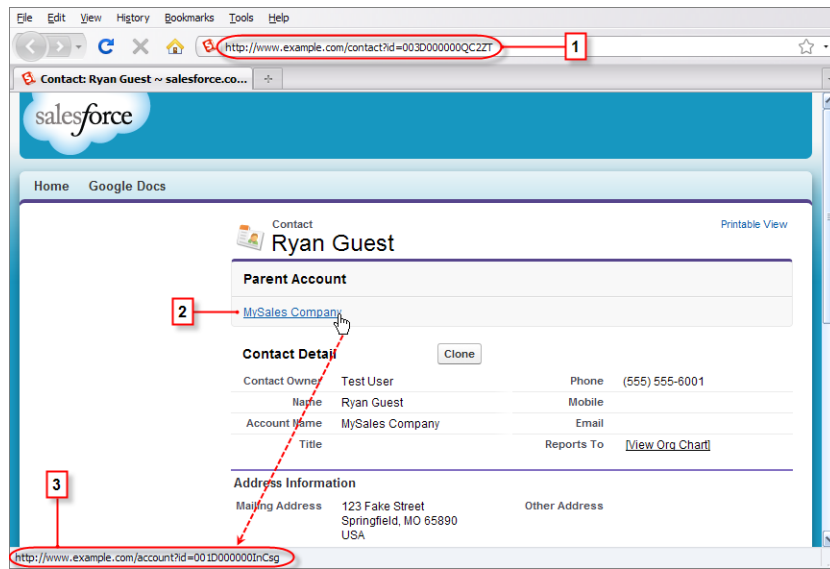 File Edit View History Bookmarks Tools Help
http://www.example.com/contact?id=003D000000QC2ZT
1
Contact: Ryan Guest ~ salesforce.co...
salesforce
Home Google Docs
Contact
Ryan Guest
Printable View
Parent Account
2
MySales Company
Contact Detail
Clone
Contact Owner Test User Phone (555) 555-6001
Name Ryan Guest Mobile
Account Name MySales Company Email
Title Reports To [View Org Chart]
3
Address Information
Mailing Address 123 Fake Street Other Address
Springfield, MO 65890
USA
http://www.example.com/account?id=001D000000InCsg